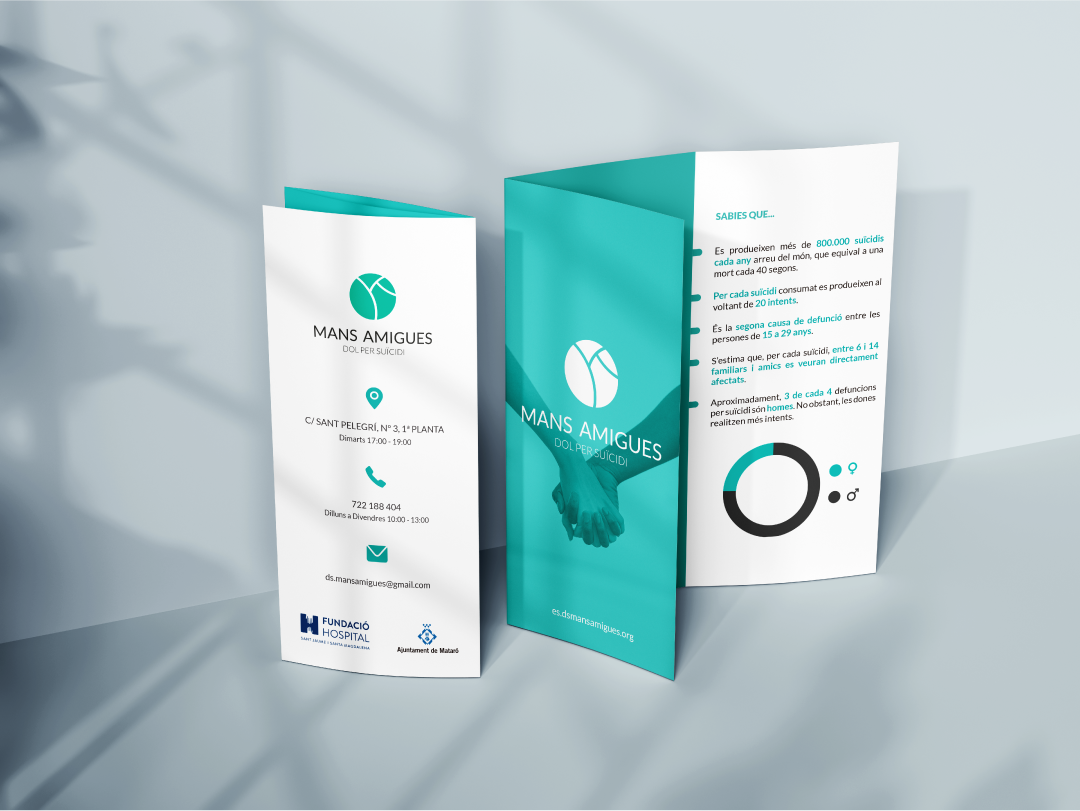 MANS AMIGUES
DOL PER SUÏCIDI
C/ SANT PELEGRÍ, Nº 3, 1ª PLANTA
Dimarts 17:00 - 19:00
722 188 404
Dilluns a Divendres 10:00 - 13:00
ds.mansamigues@gmail.com
FUNDACIÓ
HOSPITAL
SANT JAUME I SANTA MAGDALENA
Ajuntament de Mataró
MANS AMIGUES
DOL PER SUÏCIDI
es.dsmansamigues.org
SABIES QUE...
Es produeixen més de 800.000 suïcidis
cada any arreu del món, que equival a una
mort cada 40 segons.
Per cada suïcidi consumat es produeixen al
voltant de 20 intents.
És la segona causa de defunció entre les
persones de 15 a 29 anys.
S'estima que, per cada suïcidi, entre 6 i 14
familiars i amics es veuran directament
afectats.
Aproximadament, 3 de cada 4 defuncions
per suïcidi són homes. No obstant, les dones
realitzen més intents.